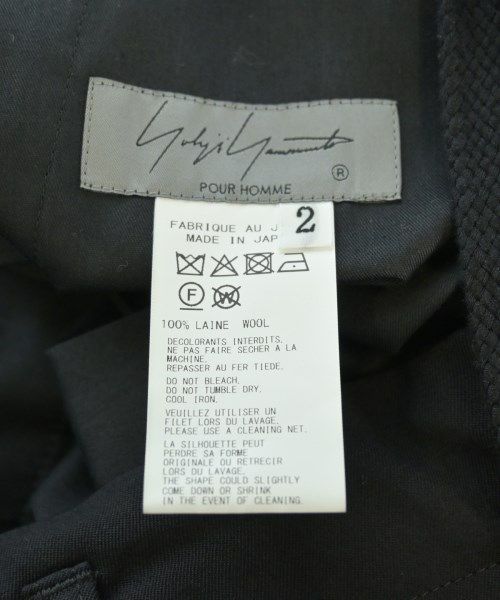 Yohji Yamamoto
®
POUR HOMME
2
FABRIQUE AU J
MADE IN JAP
F W
100% LAINE WOOL
DECOLORANTS INTERDITS.
NE PAS FAIRE SECHER A LA
MACHINE.
REPASSER AU FER TIEDE.
DO NOT BLEACH.
DO NOT TUMBLE DRY.
COOL IRON.
VEUILLEZ UTILISER UN
FILET LORS DU LAVAGE.
PLEASE USE A CLEANING NET.
LA SILHOUETTE PEUT
PERDRE SA FORME
ORIGINALE OU RETRECIR
LORS DU LAVAGE.
THE SHAPE COULD SLIGHTLY
COME DOWN OR SHRINK
IN THE EVENT OF CLEANING.